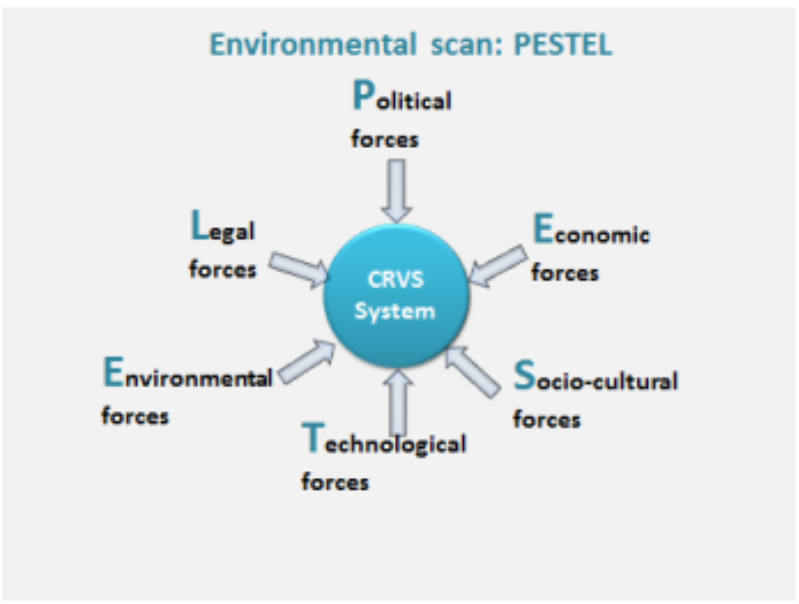 Environmental scan: PESTEL
Political
forces
Legal
forces
Economic
forces
CRVS
System
Environmental
forces
Socio-cultural
forces
Technological
forces